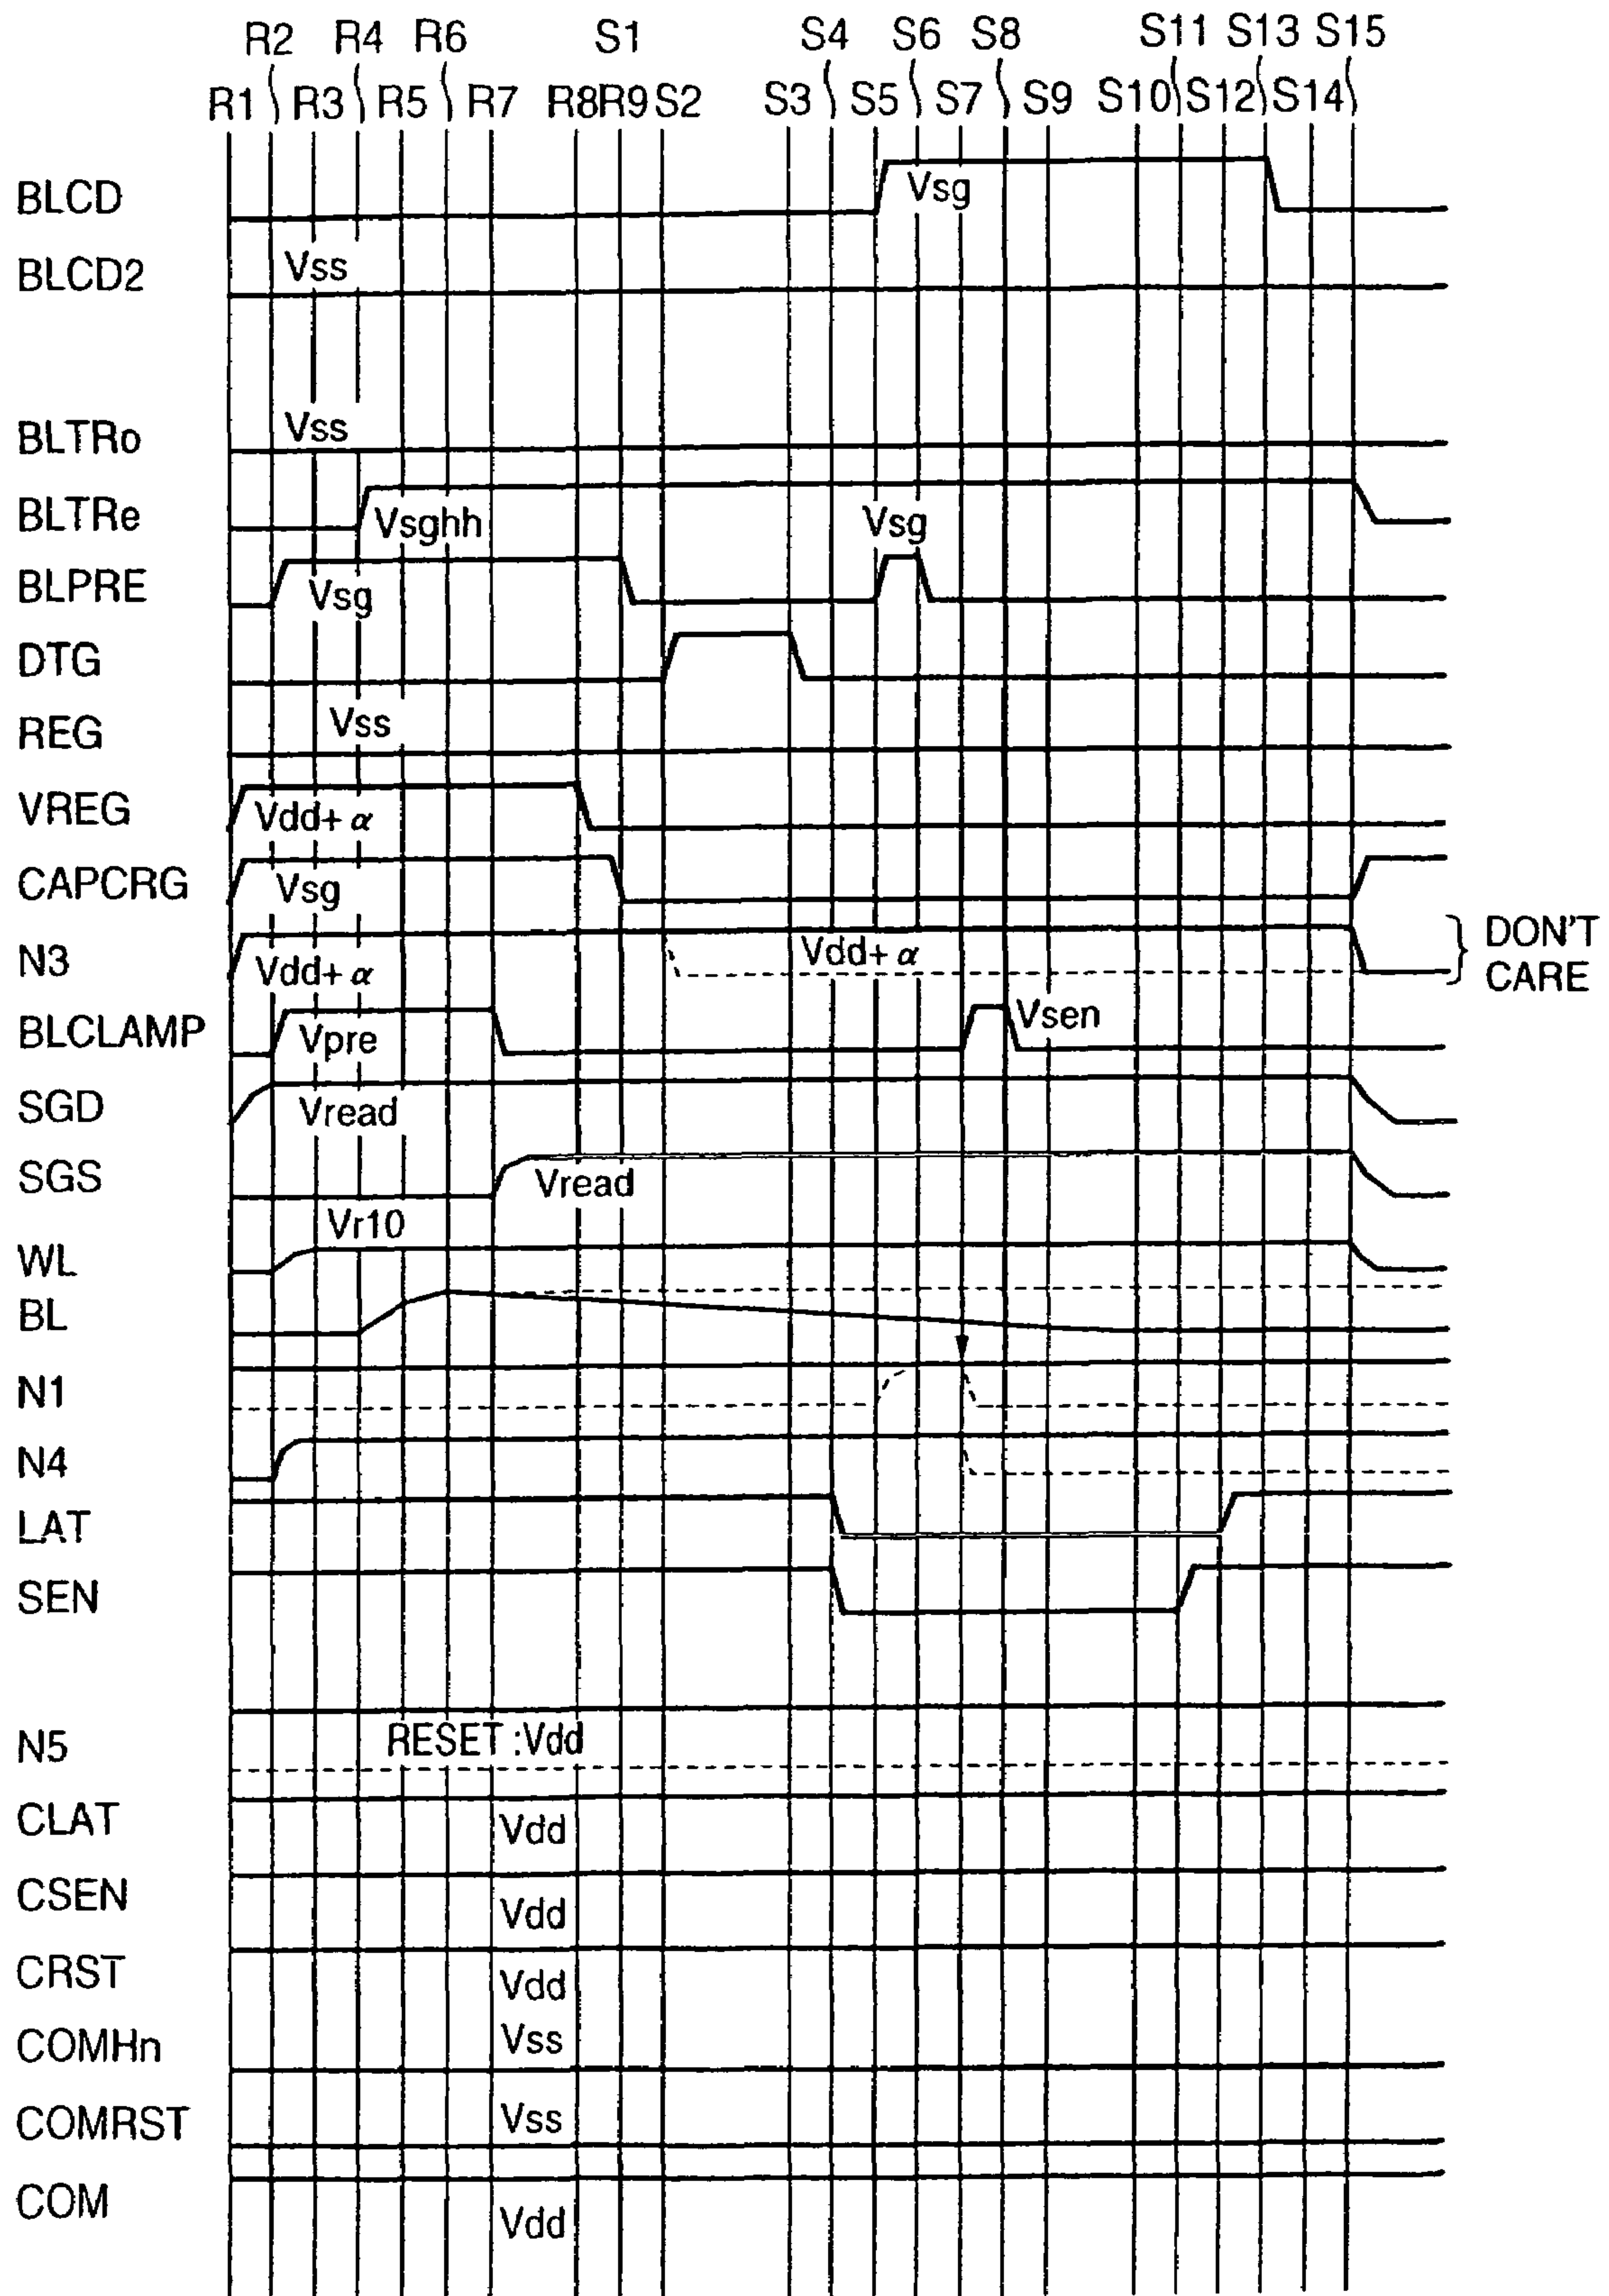 R2 R4 R6 S1 S4 S6 S8 S11 S13 S15
R1 R3 R5 R7 R8 R9 S2 S3 S5 S7 S9 S10 S12 S14
BLCD Vsg
BLCD2 Vss
BLTRo Vss
BLTRe Vsghh Vsg
BLPRE Vsg
DTG
REG Vss
VREG Vdd+α
CAPCRG Vsg
N3 Vdd+α Vdd+α DON'T
CARE
BLCLAMP Vpre Vsen
SGD Vread
SGS Vread
Vr10
WL
BL
N1
N4
LAT
SEN
N5 RESET :Vdd
CLAT Vdd
CSEN Vdd
CRST Vdd
COMHn Vss
COMRST Vss
COM Vdd